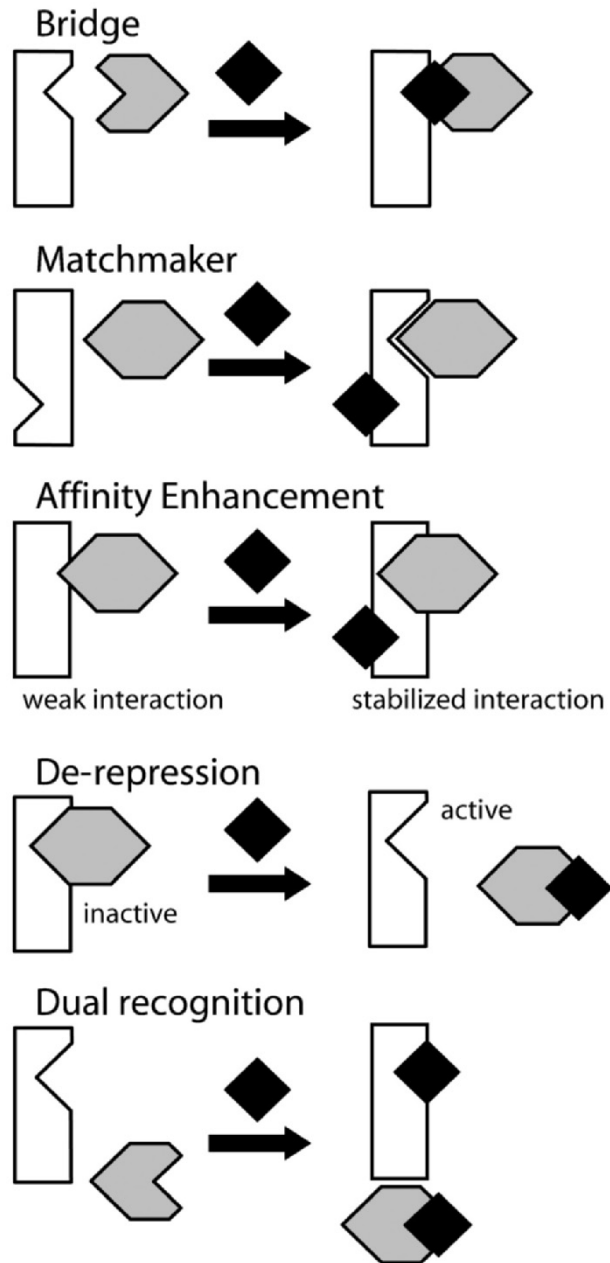 Bridge
Matchmaker
Affinity Enhancement
weak interaction
stabilized interaction
De-repression
active
inactive
Dual recognition